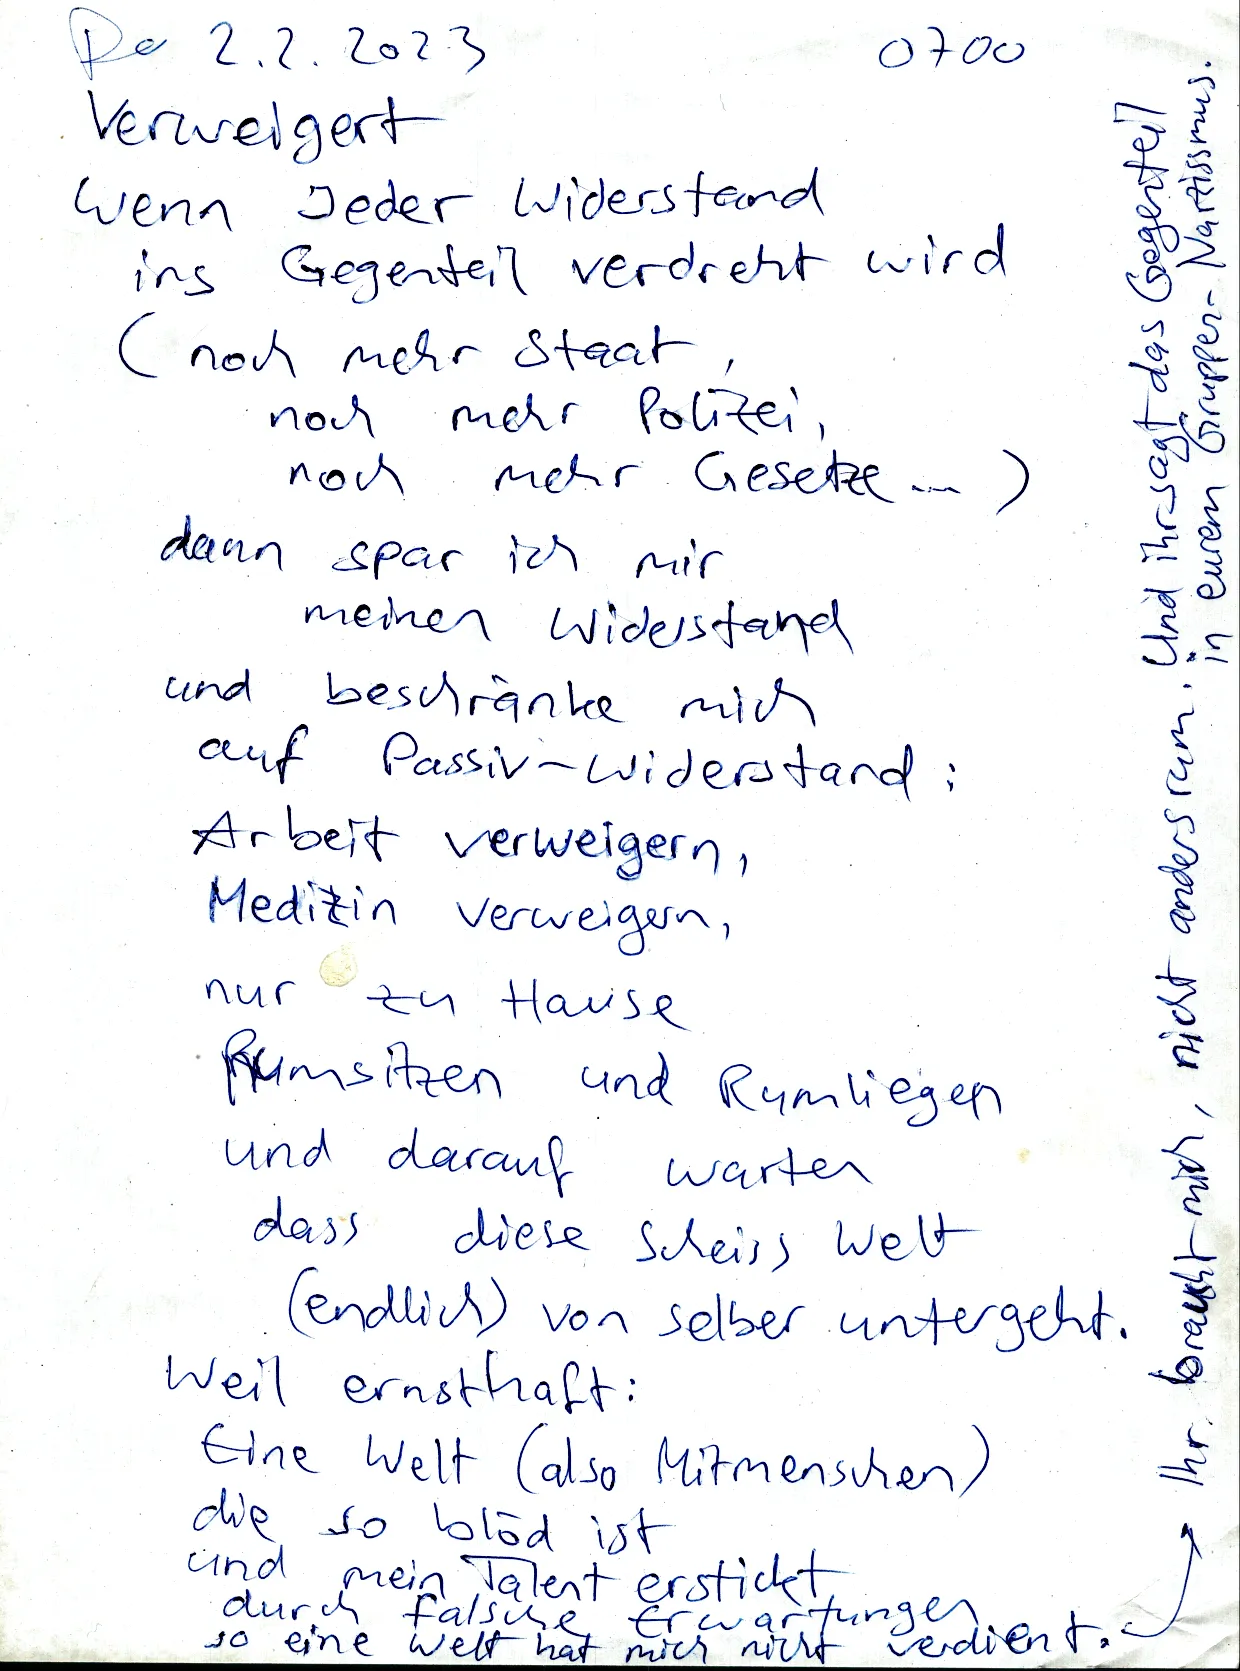 Do 2.2.2023 0700
Verweigert
Wenn Jeder Widerstand
ins Gegenteil verdreht wird
(noch mehr Staat,
noch mehr Polizei,
noch mehr Gesetze...)
dann spar ich mir
meinen Widerstand
und beschränke mich
auf Passiv-Widerstand:
Arbeit verweigern,
Medizin verweigern,
nur zu Hause
Rumsitzen und Rumliegen
und darauf warten
dass diese Scheiss Welt
(endlich) von selber untergeht.
Weil ernsthaft:
Eine Welt (also Mitmenschen)
die so blöd ist
und mein Talent erstickt
durch falsche Erwartungen
so eine Welt hat mich nicht verdient.
Ihr braucht mich, nicht andersrum. Und ihr sagt das Gegenteil
in eurem Gruppen-Narzissmus.